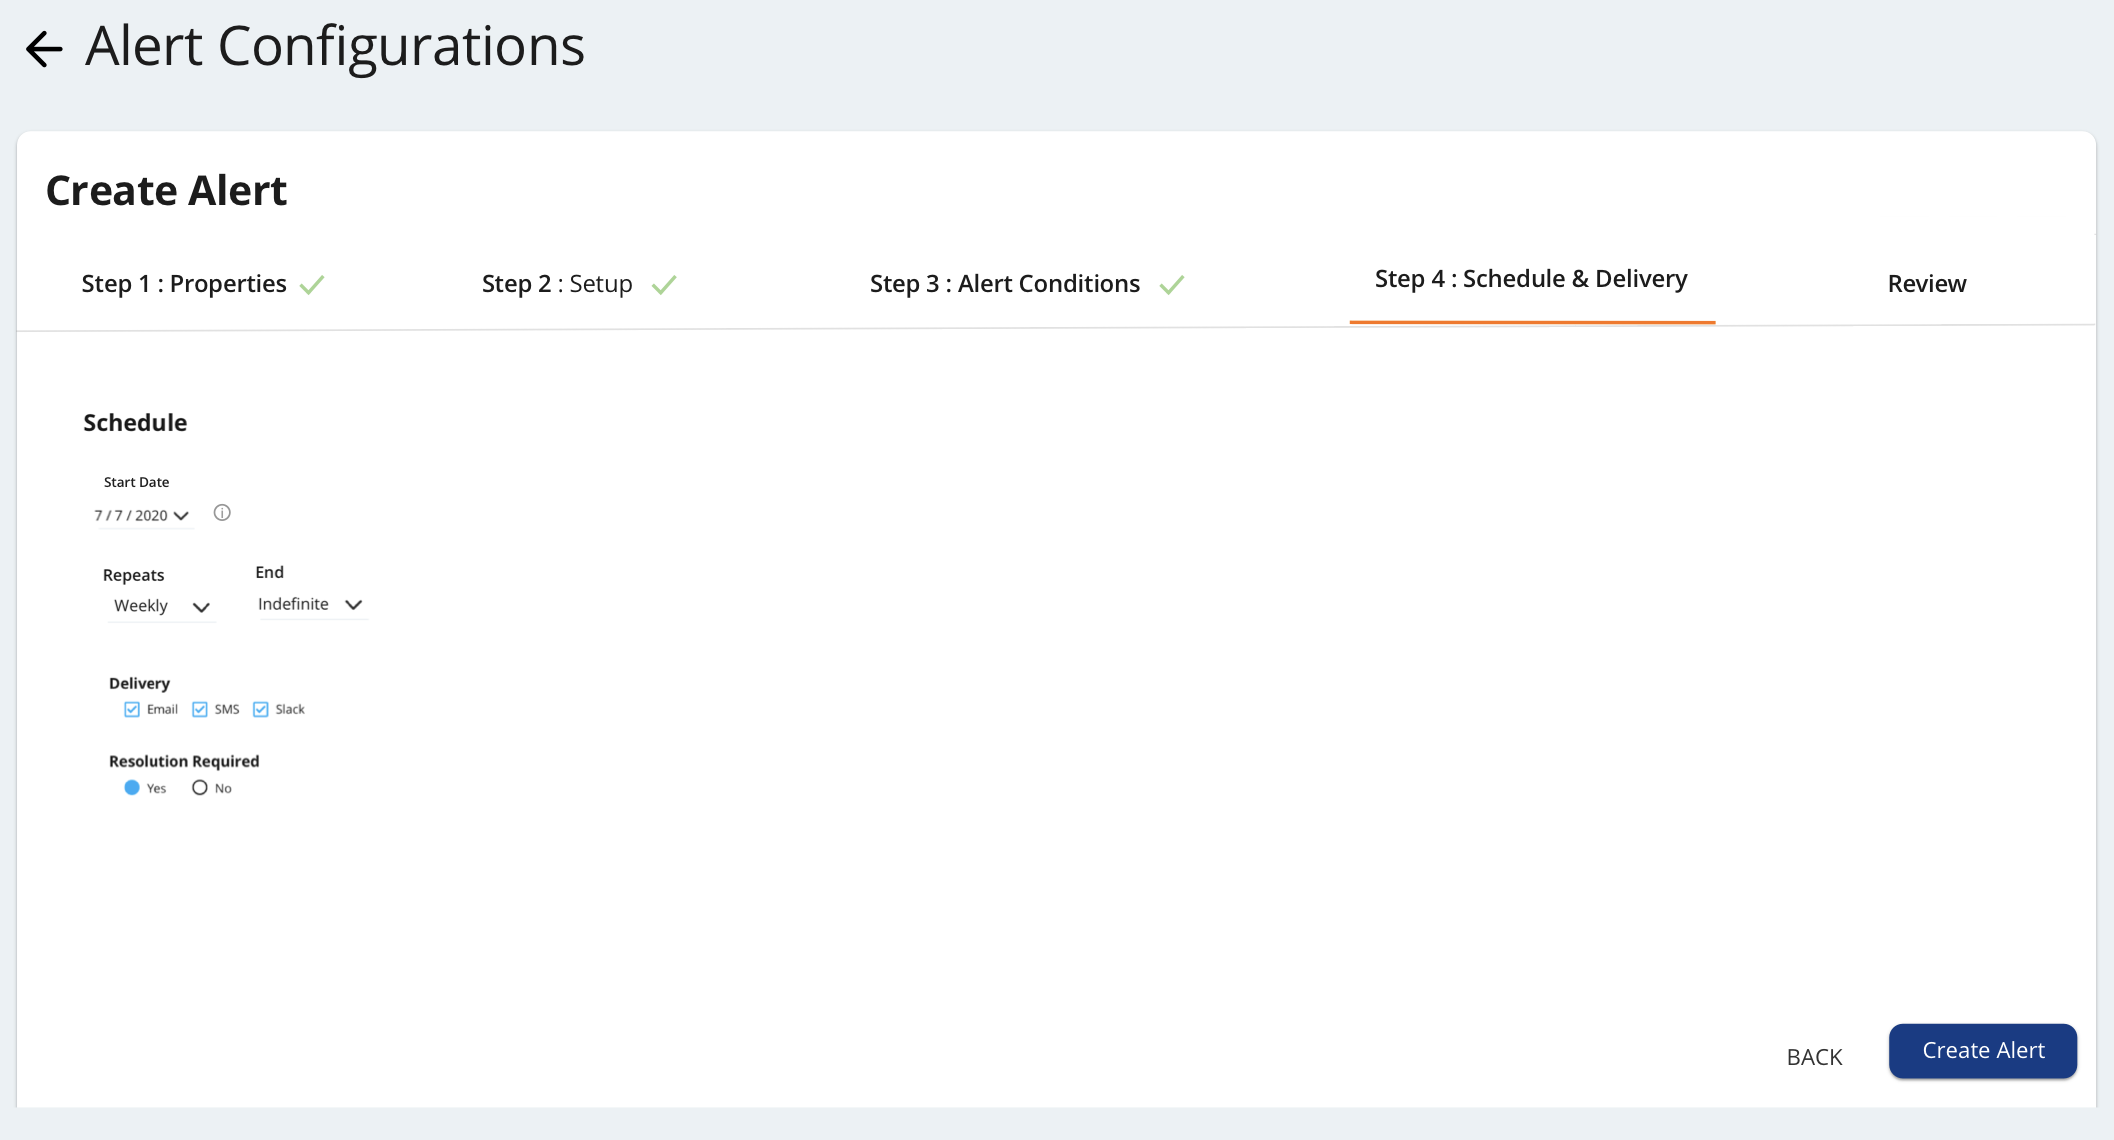 Alert Configurations
Create Alert
Step 1 : Properties
Step 2 : Setup
Step 3 : Alert Conditions
Step 4 : Schedule & Delivery
Review
Schedule
Start Date
7 / 7 / 2020
Repeats
End
Weekly
Indefinite
Delivery
Email
SMS
Slack
Resolution Required
Yes
No
BACK
Create Alert